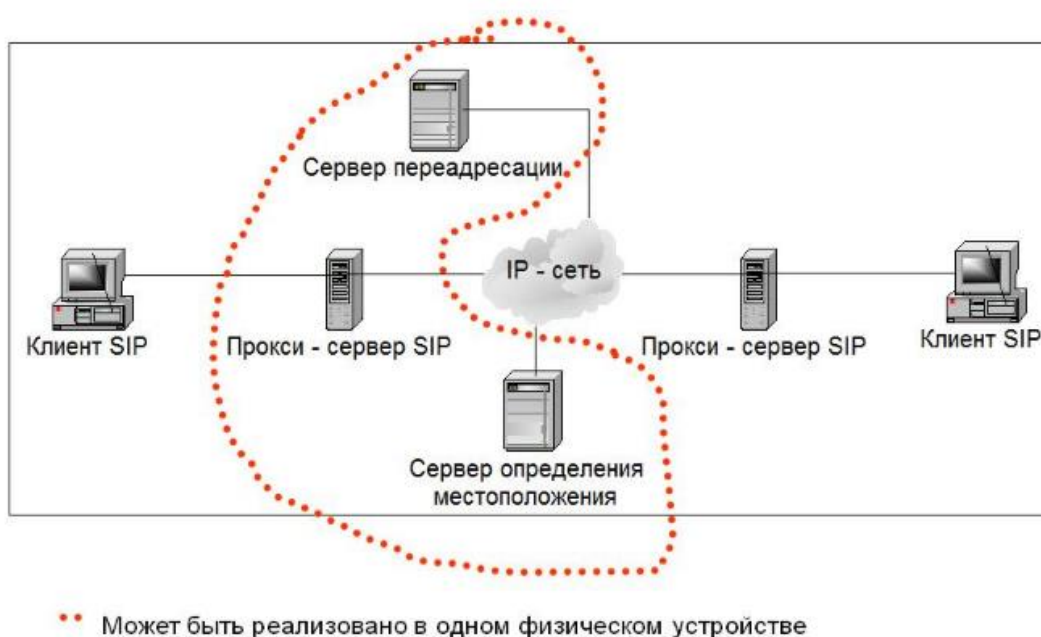 Сервер переадресации
IP - сеть
Клиент SIP
Прокси - сервер SIP
Прокси - сервер SIP
Клиент SIP
Сервер определения
местоположения
Может быть реализовано в одном физическом устройстве